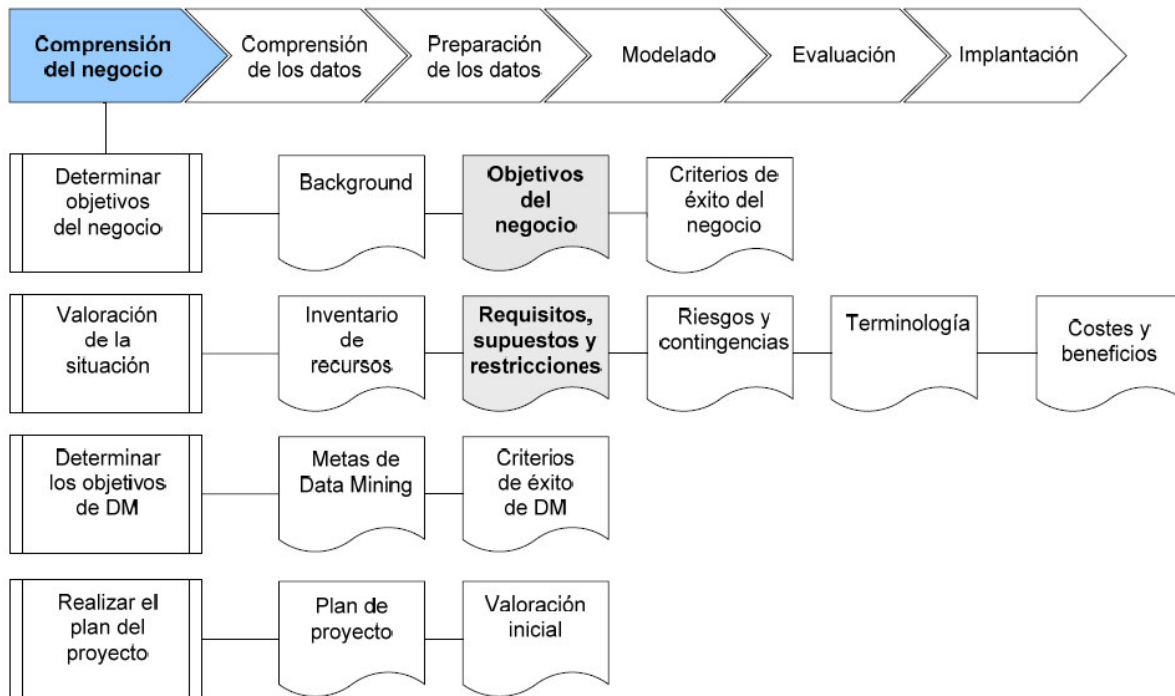 Comprensión
del negocio
Comprensión
de los datos
Preparación
de los datos
Modelado
Evaluación
Implantación
Determinar
objetivos
del negocio
Background
Objetivos
del
negocio
Criterios de
éxito del
negocio
Valoración
de la
situación
Inventario
de
recursos
Requisitos,
supuestos y
restricciones
Riesgos y
contingencias
Terminología
Costes y
beneficios
Determinar
los objetivos
de DM
Metas de
Data Mining
Criterios
de éxito
de DM
Realizar el
plan del
proyecto
Plan de
proyecto
Valoración
inicial